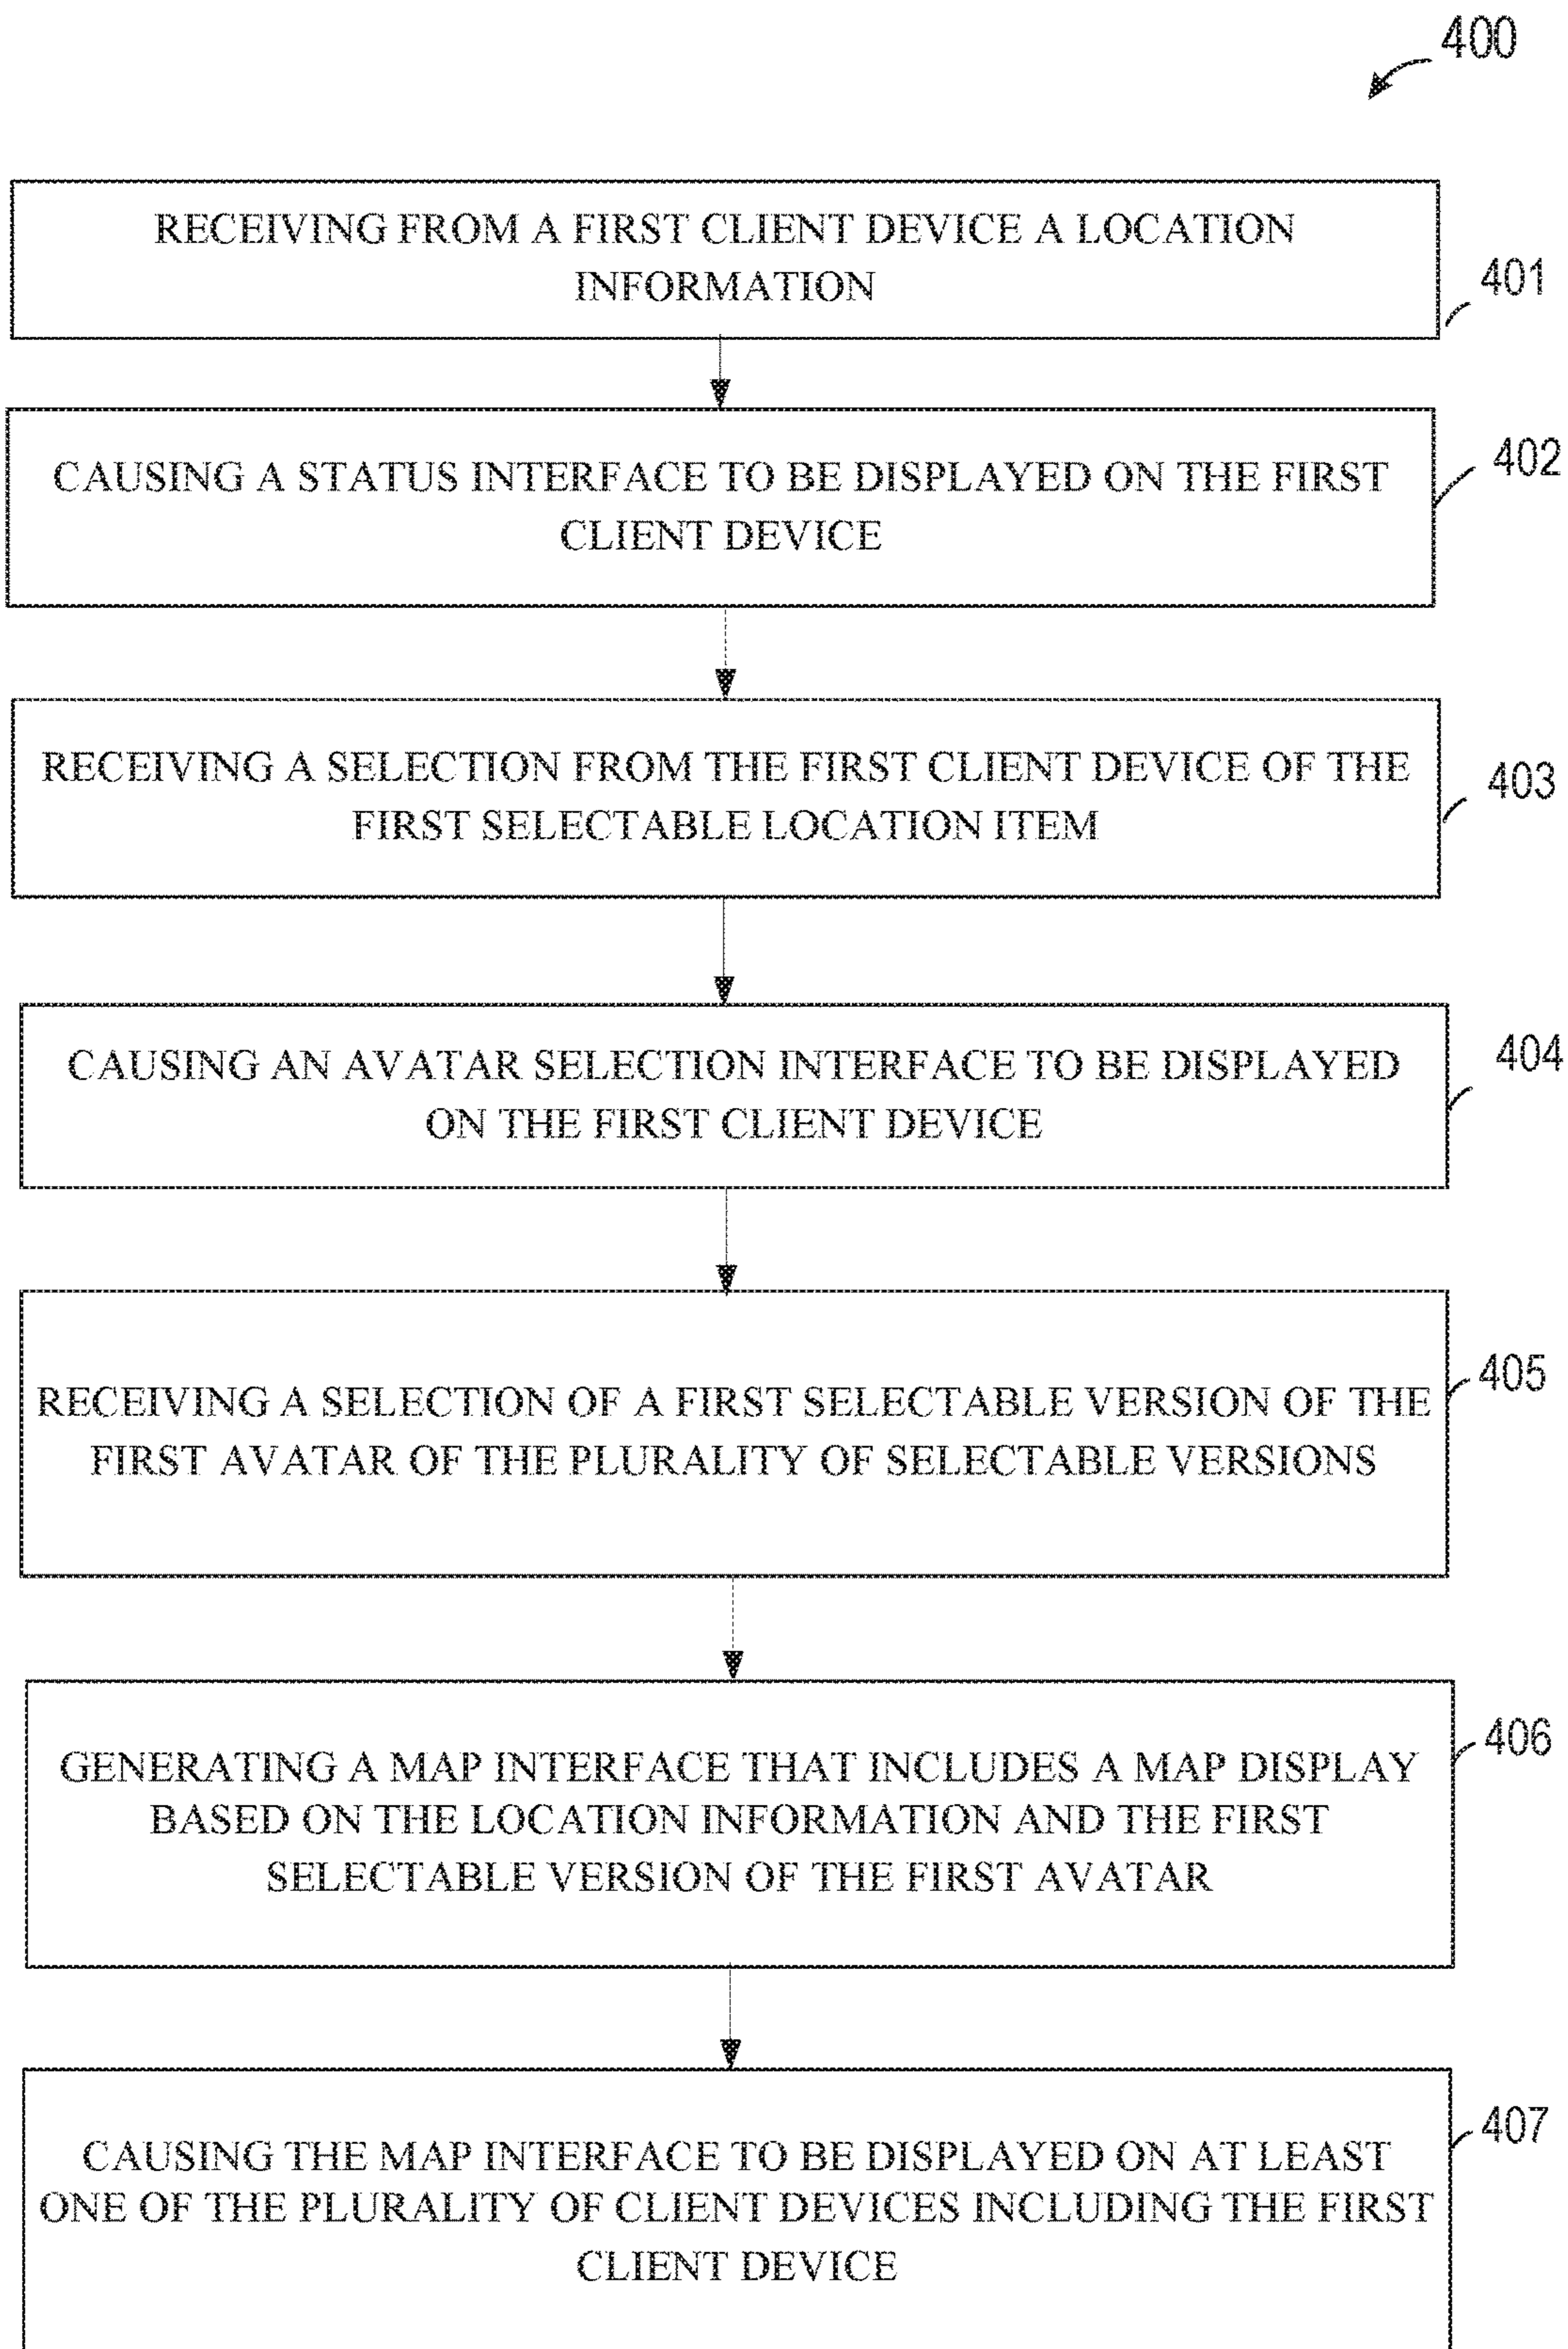 400
RECEIVING FROM A FIRST CLIENT DEVICE A LOCATION
INFORMATION
401
CAUSING A STATUS INTERFACE TO BE DISPLAYED ON THE FIRST
CLIENT DEVICE
402
RECEIVING A SELECTION FROM THE FIRST CLIENT DEVICE OF THE
FIRST SELECTABLE LOCATION ITEM
403
CAUSING AN AVATAR SELECTION INTERFACE TO BE DISPLAYED
ON THE FIRST CLIENT DEVICE
404
RECEIVING A SELECTION OF A FIRST SELECTABLE VERSION OF THE
FIRST AVATAR OF THE PLURALITY OF SELECTABLE VERSIONS
405
GENERATING A MAP INTERFACE THAT INCLUDES A MAP DISPLAY
BASED ON THE LOCATION INFORMATION AND THE FIRST
SELECTABLE VERSION OF THE FIRST AVATAR
406
CAUSING THE MAP INTERFACE TO BE DISPLAYED ON AT LEAST
ONE OF THE PLURALITY OF CLIENT DEVICES INCLUDING THE FIRST
CLIENT DEVICE
407